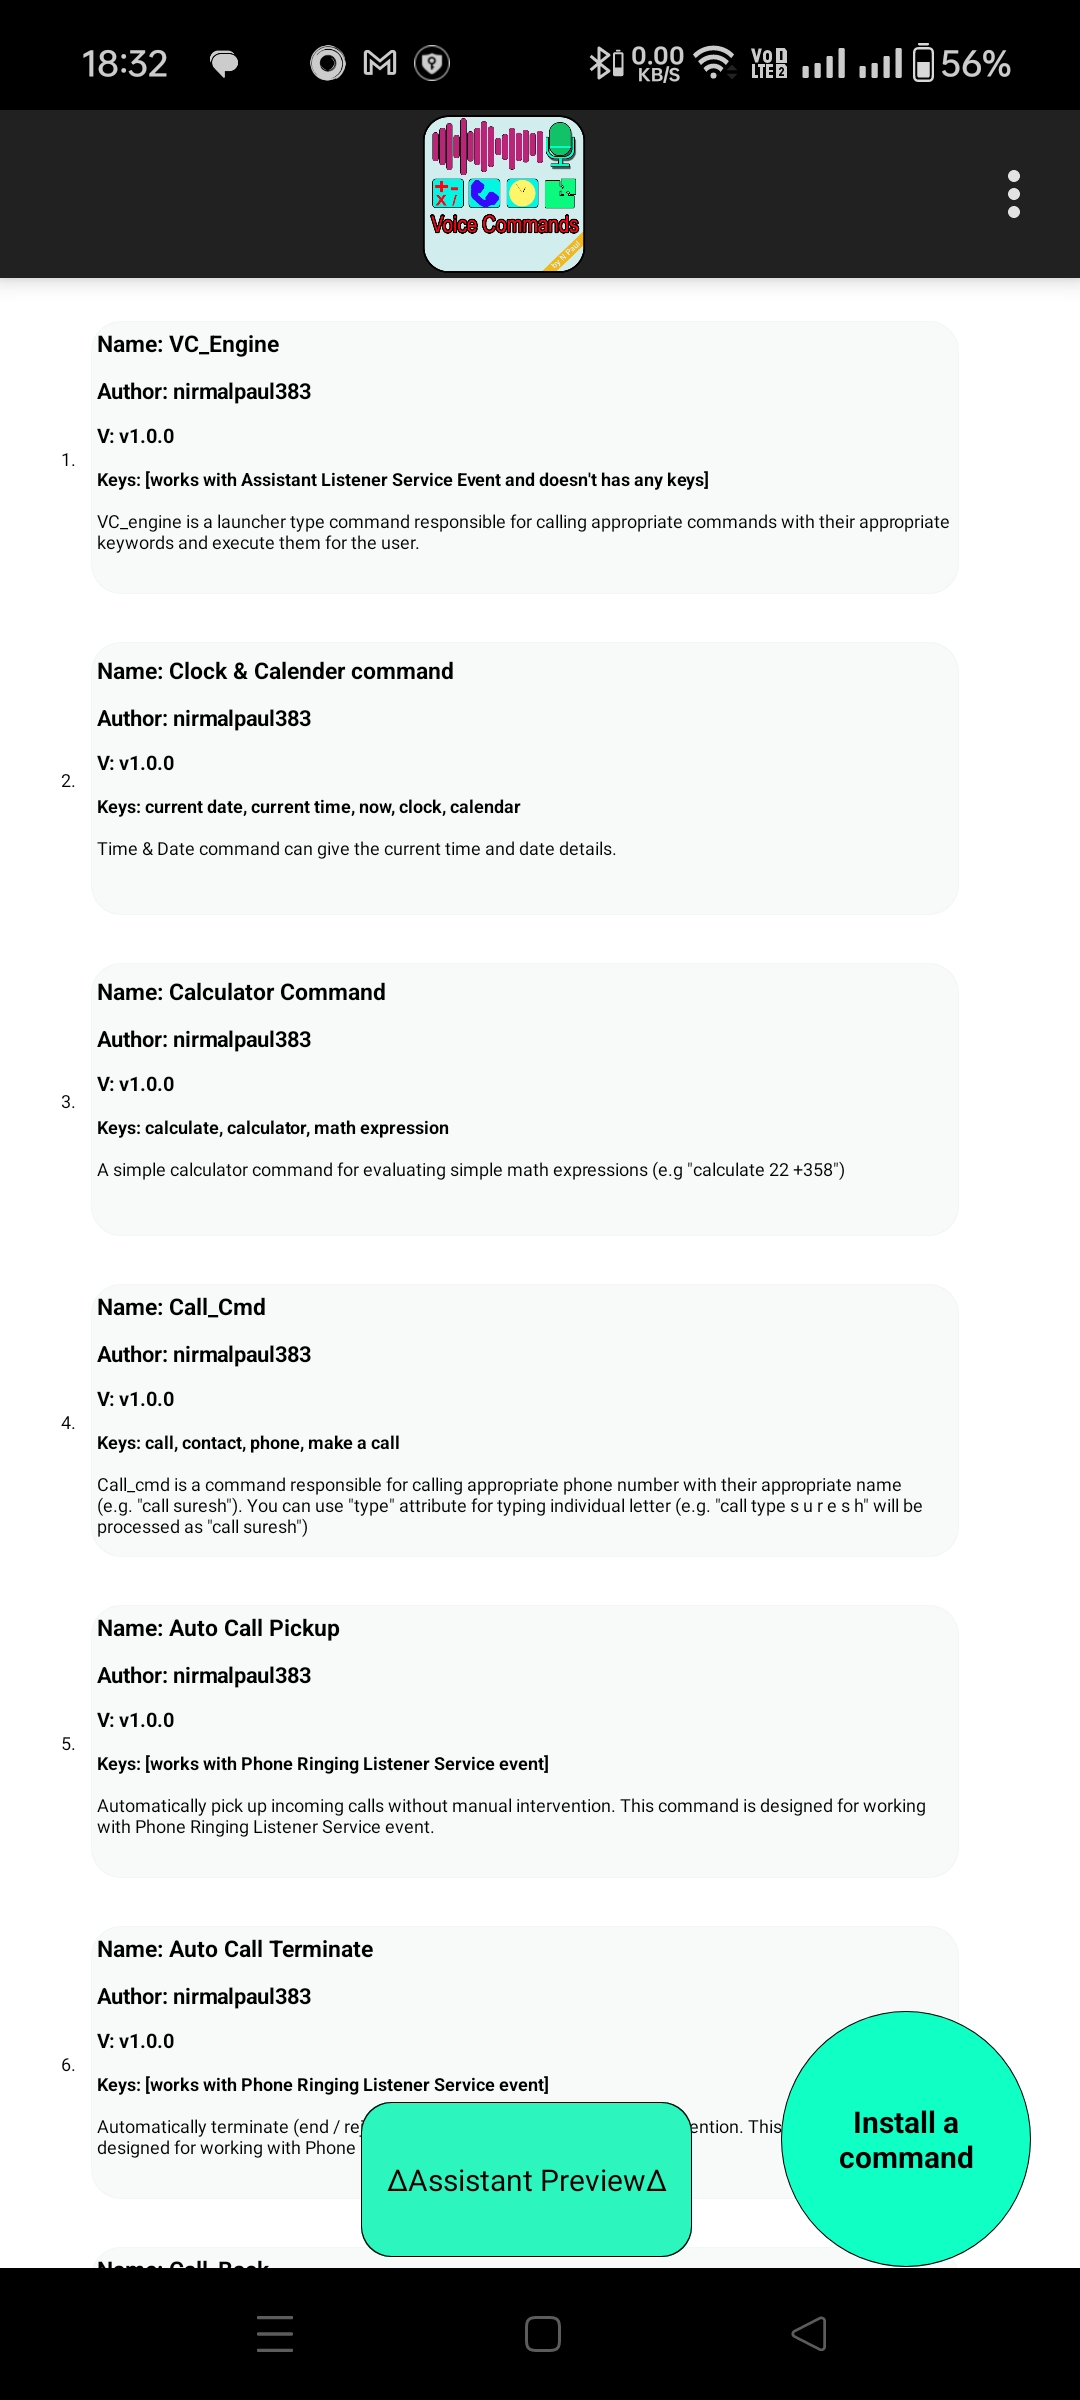 18:32
0.00
KB/S
Vo 1
LTE 2
56%
Voice Commands
by N Paul
Name: VC_Engine
Author: nirmalpaul383
V: v1.0.0
1.
Keys: [works with Assistant Listener Service Event and doesn't has any keys]
VC_engine is a launcher type command responsible for calling appropriate commands with their appropriate
keywords and execute them for the user.
Name: Clock & Calender command
Author: nirmalpaul383
V: v1.0.0
2.
Keys: current date, current time, now, clock, calendar
Time & Date command can give the current time and date details.
Name: Calculator Command
Author: nirmalpaul383
V: v1.0.0
3.
Keys: calculate, calculator, math expression
A simple calculator command for evaluating simple math expressions (e.g "calculate 22 +358")
Name: Call_Cmd
Author: nirmalpaul383
V: v1.0.0
4.
Keys: call, contact, phone, make a call
Call_cmd is a command responsible for calling appropriate phone number with their appropriate name
(e.g. "call suresh"). You can use "type" attribute for typing individual letter (e.g. "call type s u r e s h" will be
processed as "call suresh")
Name: Auto Call Pickup
Author: nirmalpaul383
V: v1.0.0
5.
Keys: [works with Phone Ringing Listener Service event]
Automatically pick up incoming calls without manual intervention. This command is designed for working
with Phone Ringing Listener Service event.
Name: Auto Call Terminate
Author: nirmalpaul383
V: v1.0.0
6.
Keys: [works with Phone Ringing Listener Service event]
Automatically terminate (end / re ention. This
designed for working with Phone
∆Assistant Preview∆
Install a
command